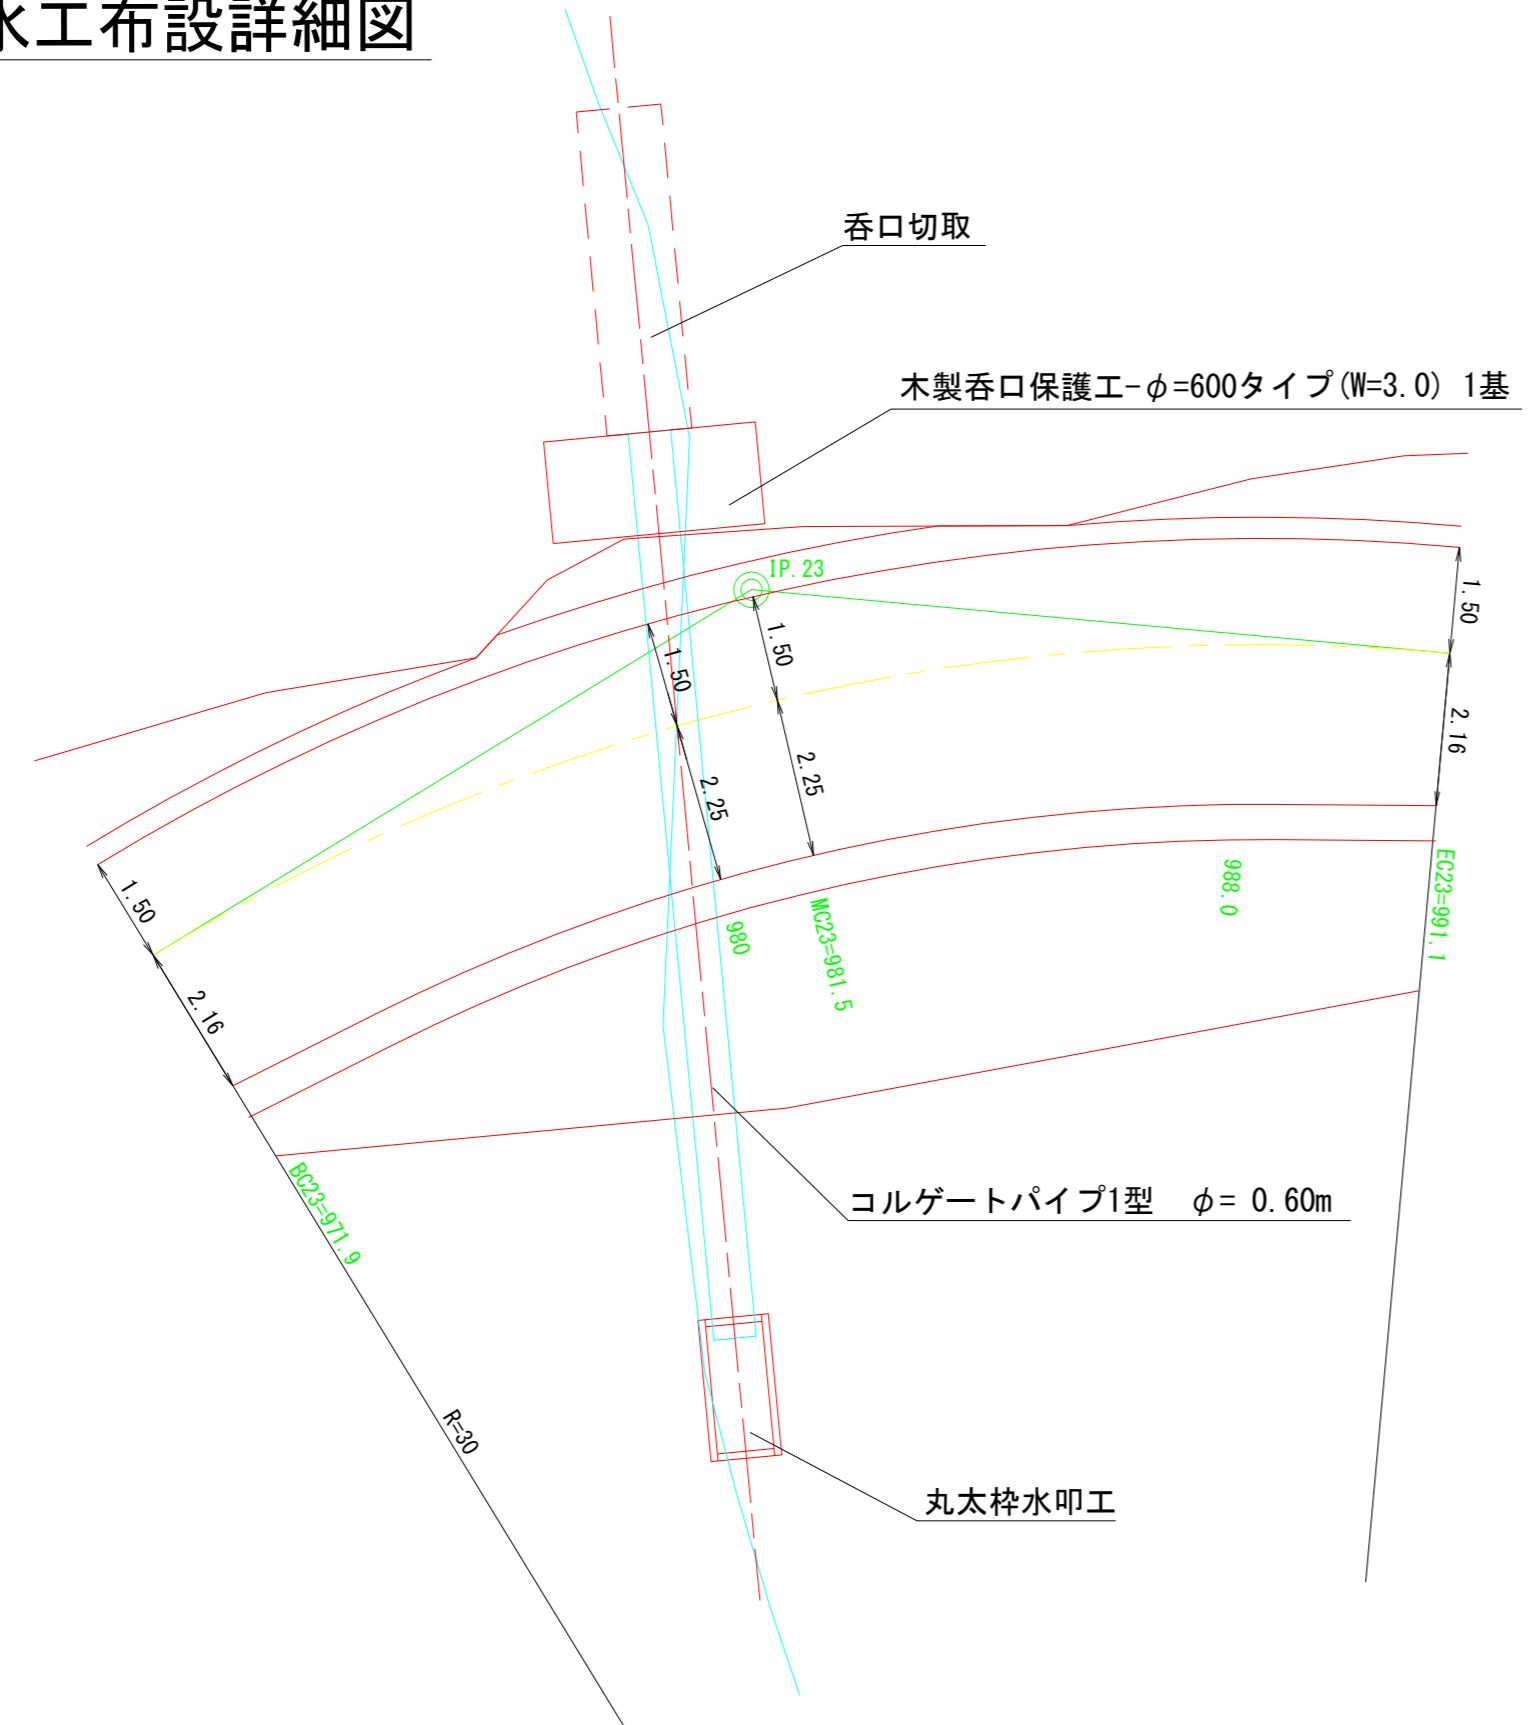 水工布設詳細図
呑口切取
木製呑口保護工-φ=600タイプ(W=3.0) 1基
IP.23
1.50
1.50
1.50
2.16
2.25
2.25
988.0
EC23=991.1
1.50
980
MC23=981.5
2.16
BC23=971.9
コルゲートパイプ1型 φ= 0.60m
R=30
丸太枠水叩工